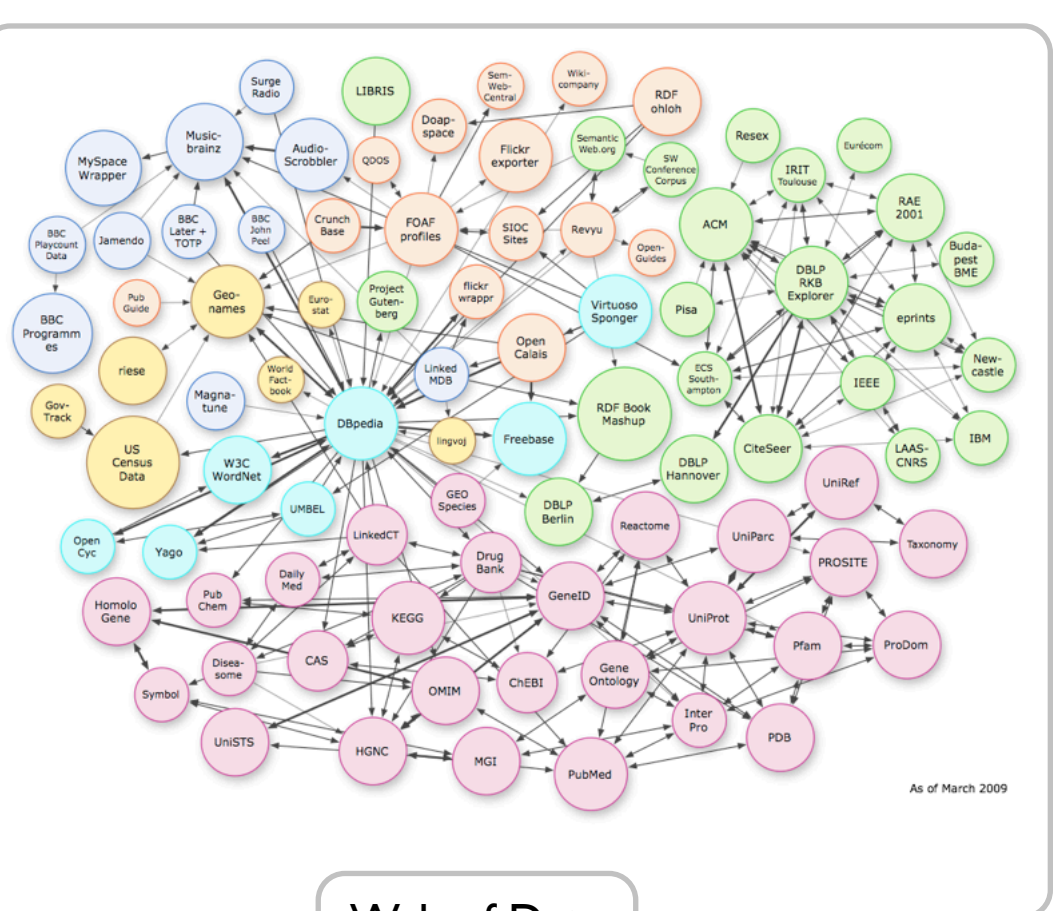 Surge
Radio
LIBRIS
Sem-
Web-
Central
Wiki-
company
RDF
ohloh
Music-
brainz
Doap-
space
MySpace
Wrapper
Audio-
Scrobbler
QDOS
Flickr
exporter
Semantic
Web.org
SW
Conference
Corpus
Resex
IRIT
Toulouse
Eurécom
BBC
Playcount
Data
Jamendo
BBC
Later +
TOTP
BBC
John
Peel
Crunch
Base
FOAF
profiles
SIOC
Sites
Revyu
Open-
Guides
ACM
RAE
2001
DBLP
RKB
Explorer
Buda-
pest
BME
BBC
Programm
es
Pub
Guide
Geo-
names
Euro-
stat
Project
Guten-
berg
flickr
wrappr
Virtuoso
Sponger
Pisa
eprints
riese
World
Fact-
book
Linked
MDB
Open
Calais
ECS
South-
ampton
IEEE
New-
castle
Gov-
Track
Magna-
tune
DBpedia
RDF Book
Mashup
US
Census
Data
W3C
WordNet
lingvoj
Freebase
DBLP
Hannover
CiteSeer
LAAS-
CNRS
IBM
UMBEL
GEO
Species
DBLP
Berlin
UniRef
Open
Cyc
Yago
LinkedCT
Reactome
UniParc
Taxonomy
Daily
Med
Drug
Bank
PROSITE
Homolo
Gene
Pub
Chem
KEGG
GeneID
UniProt
Pfam
ProDom
Symbol
Disea-
some
CAS
OMIM
ChEBI
Gene
Ontology
Inter
Pro
PDB
UniSTS
HGNC
MGI
PubMed
As of March 2009